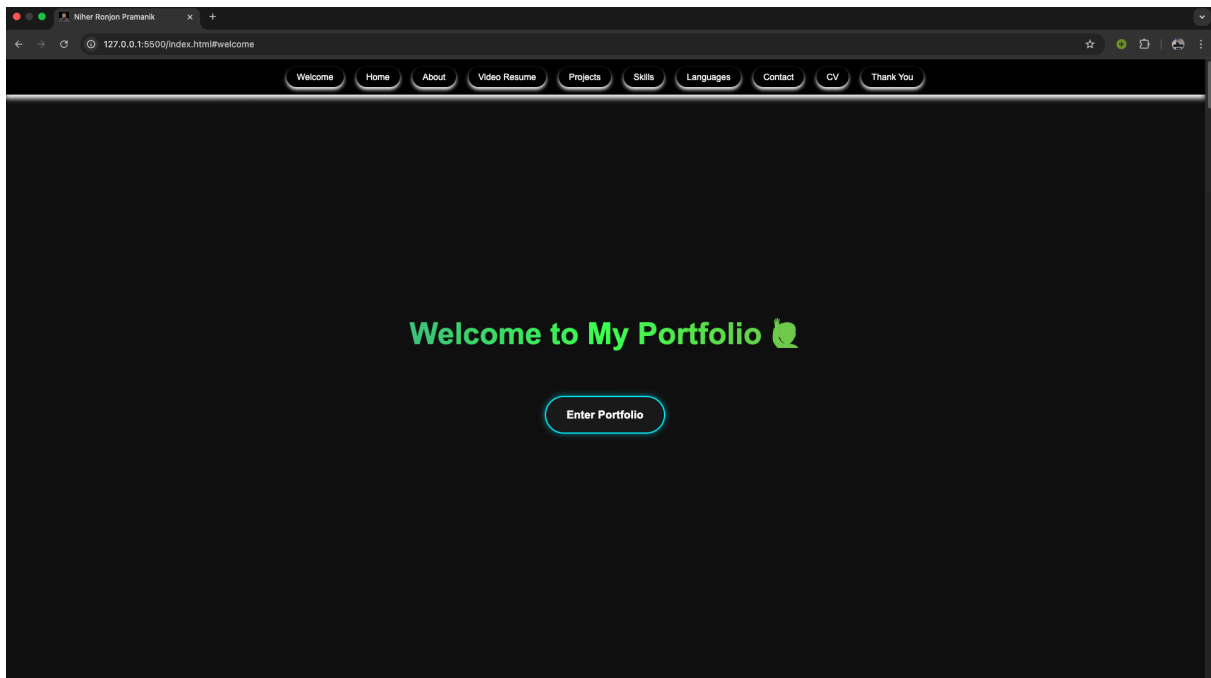 Niher Ronjon Pramanik
127.0.0.1:5500/index.html#welcome
Welcome Home About Video Resume Projects Skills Languages Contact CV Thank You
Welcome to My Portfolio 🙋
Enter Portfolio